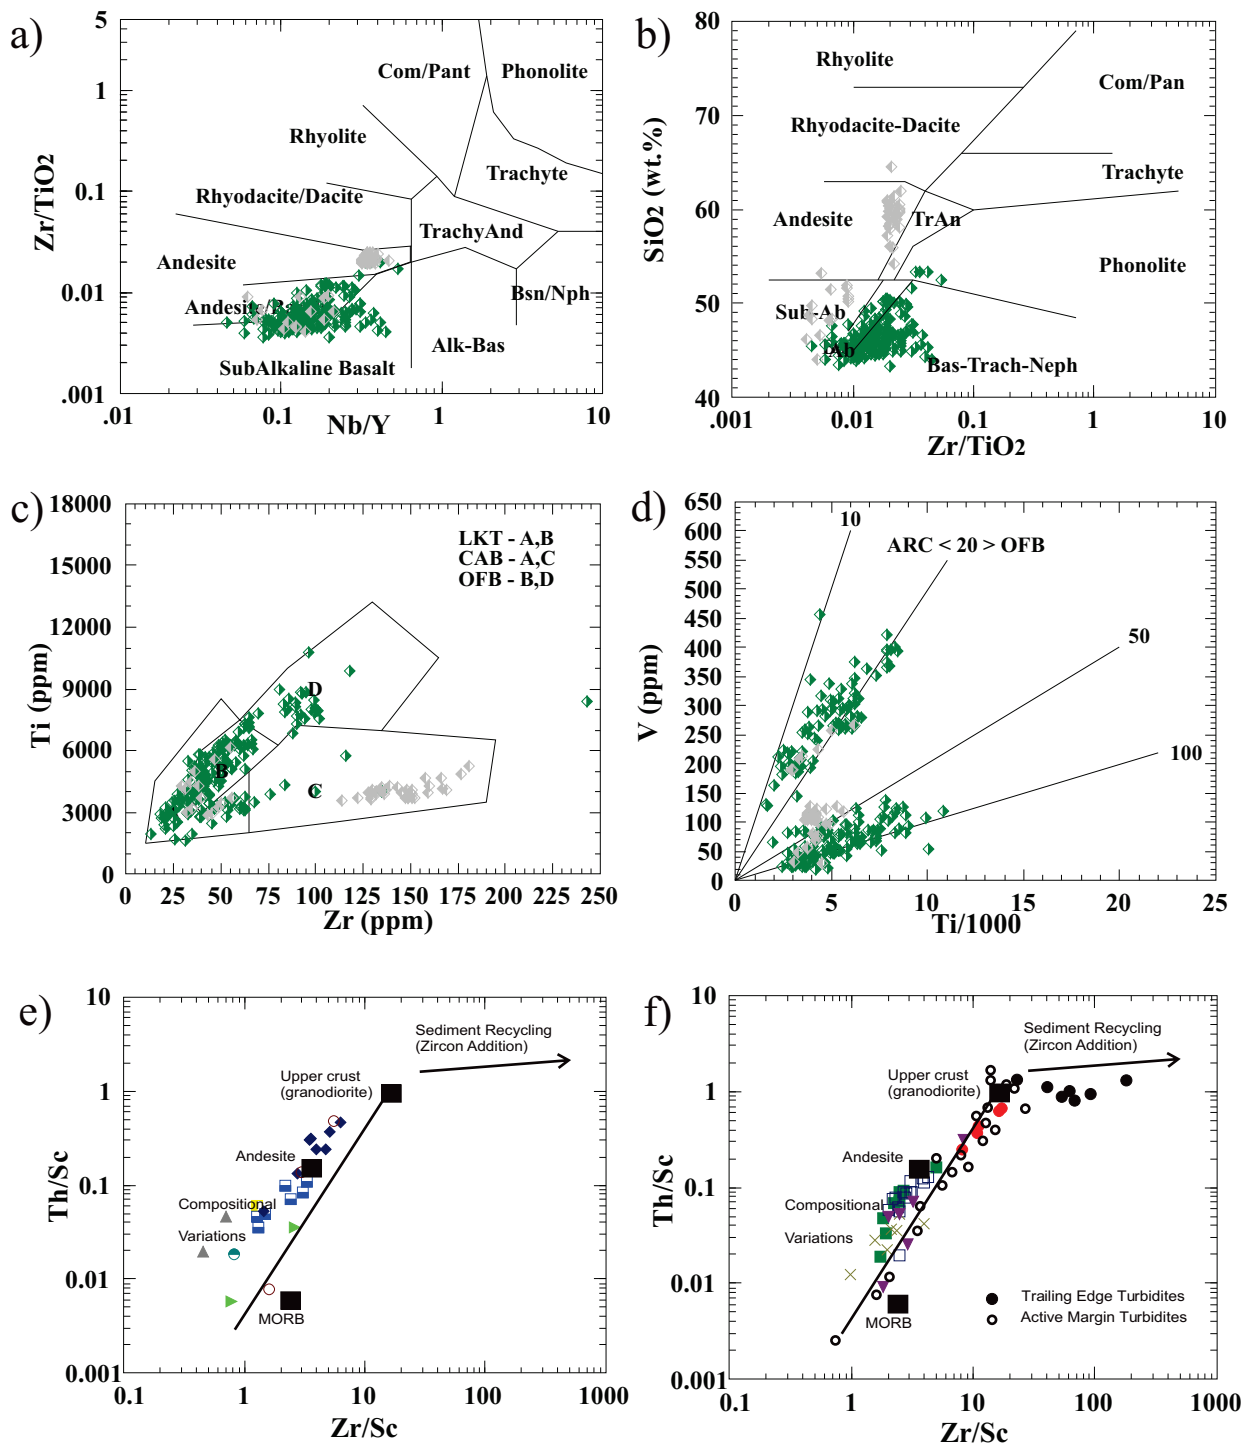 a)
5
1
0.1
0.01
.001
Zr/TiO2
.01
0.1
1
10
Nb/Y
Com/Pant
Phonolite
Rhyolite
Trachyte
Rhyodacite/Dacite
TrachyAnd
Andesite
Bsn/Nph
Andesite/Ba
Alk-Bas
SubAlkaline Basalt
b)
80
70
60
50
40
SiO2 (wt.%)
.001
0.01
0.1
1
10
Zr/TiO2
Rhyolite
Com/Pan
Rhyodacite-Dacite
Trachyte
Andesite
TrAn
Phonolite
Sub-Ab
Ab
Bas-Trach-Neph
c)
18000
15000
12000
9000
6000
3000
0
Ti (ppm)
0
25
50
75
100
125
150
175
200
225
250
Zr (ppm)
LKT - A,B
CAB - A,C
OFB - B,D
D
B
C
d)
650
600
550
500
450
400
350
300
250
200
150
100
50
0
V (ppm)
0
5
10
15
20
25
Ti/1000
10
ARC < 20 > OFB
50
100
e)
10
1
0.1
0.01
0.001
Th/Sc
0.1
1
10
100
1000
Zr/Sc
Sediment Recycling
(Zircon Addition)
Upper crust
(granodiorite)
Andesite
Compositional
Variations
MORB
f)
10
1
0.1
0.01
0.001
Th/Sc
0.1
1
10
100
1000
Zr/Sc
Sediment Recycling
(Zircon Addition)
Upper crust
(granodiorite)
Andesite
Compositional
Variations
MORB
Trailing Edge Turbidites
Active Margin Turbidites